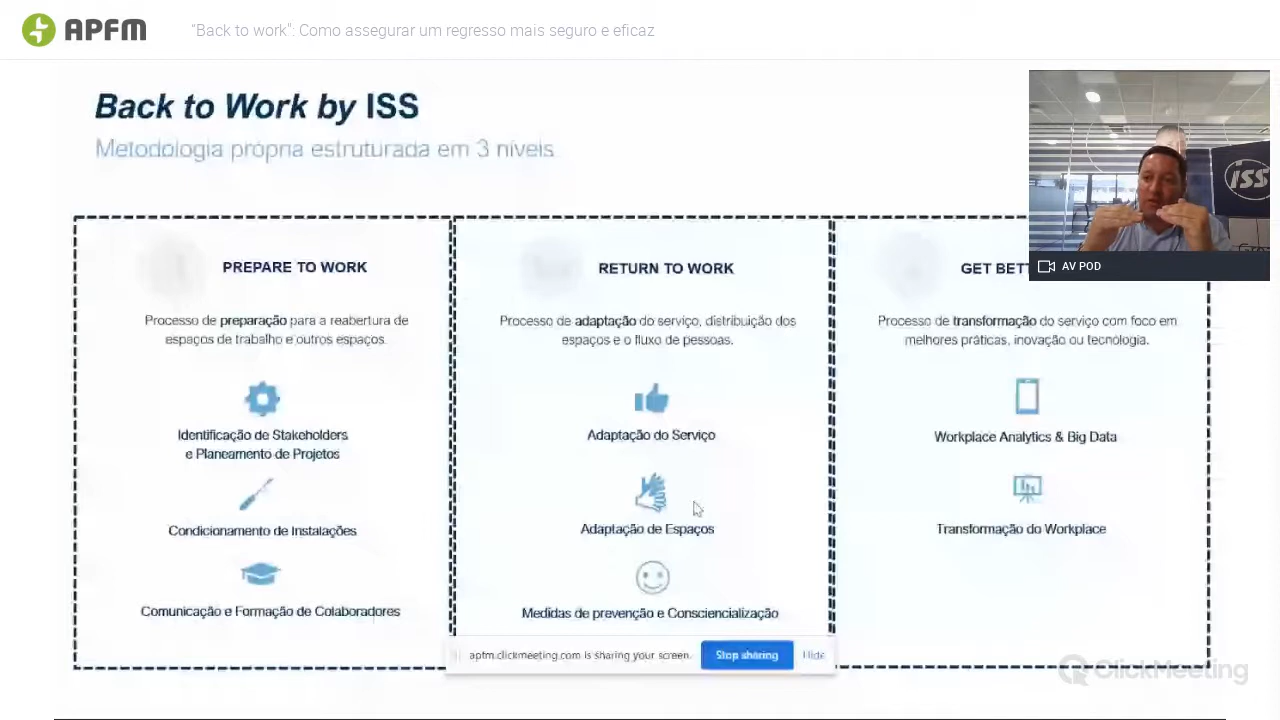 APFM
“Back to work”: Como assegurar um regresso mais seguro e eficaz
Back to Work by ISS
Metodologia própria estruturada em 3 níveis
ISS
AV POD
PREPARE TO WORK
Processo de preparação para a reabertura de
espaços de trabalho e outros espaços.
Identificação de Stakeholders
e Planeamento de Projetos
Condicionamento de Instalações
Comunicação e Formação de Colaboradores
RETURN TO WORK
Processo de adaptação do serviço, distribuição dos
espaços e o fluxo de pessoas.
Adaptação do Serviço
Adaptação de Espaços
Medidas de prevenção e Consciencialização
GET
Processo de transformação do serviço com foco em
melhores práticas, inovação ou tecnologia.
Workplace Analytics & Big Data
Transformação do Workplace
apfm.clickmeeting.com is sharing your screen.
Stop sharing
Hide
ClickMeeting